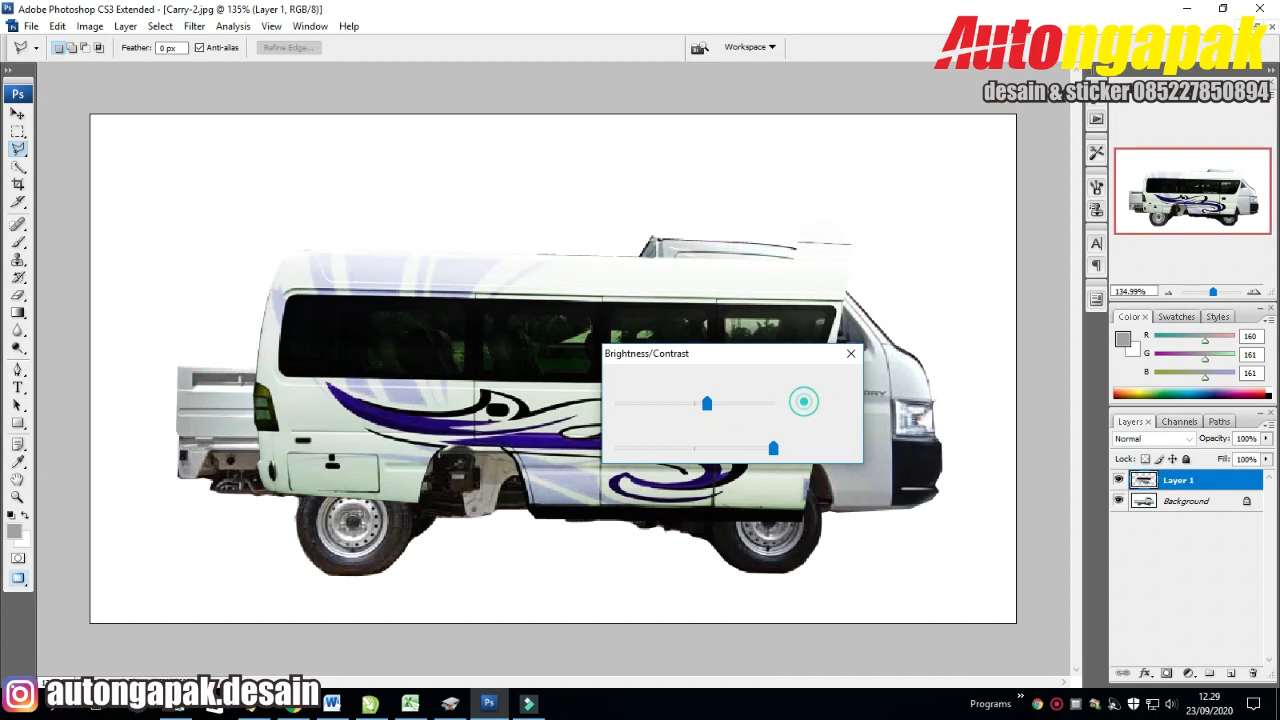 Adobe Photoshop CS3 Extended - [Carry-2.jpg @ 135% (Layer 1, RGB/8)]
File Edit Image Layer Select Filter Analysis View Window Help
Feather: 0 px Anti-alias Refine Edge... Workspace
Autongapak
desain & sticker 085227850894
Ps
Brightness/Contrast
134.99%
Color Swatches Styles
R 160
G 161
B 161
Layers Channels Paths
Normal Opacity: 100%
Lock: Fill: 100%
Layer 1
Background
autongapak.desain
Programs
12.29
23/09/2020